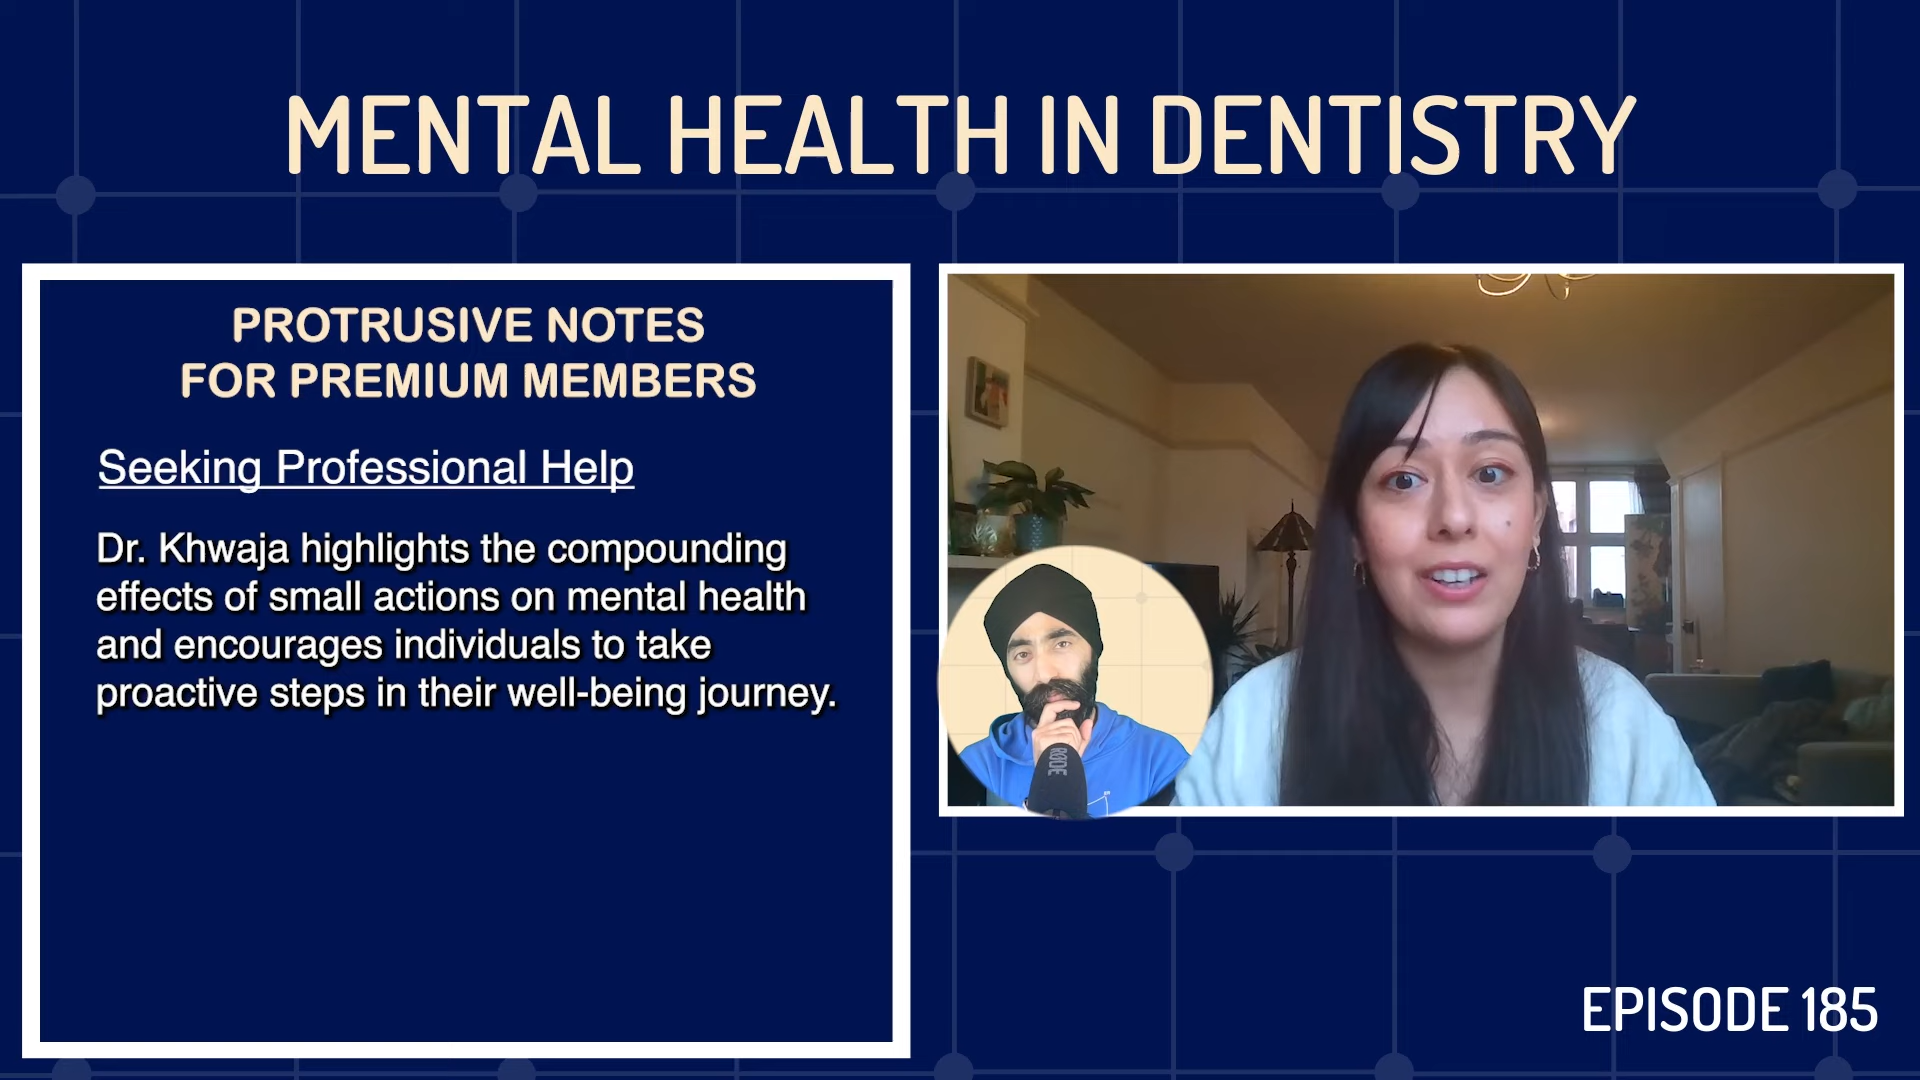 MENTAL HEALTH IN DENTISTRY
PROTRUSIVE NOTES
FOR PREMIUM MEMBERS
Seeking Professional Help
Dr. Khwaja highlights the compounding
effects of small actions on mental health
and encourages individuals to take
proactive steps in their well-being journey.
RØDE
EPISODE 185